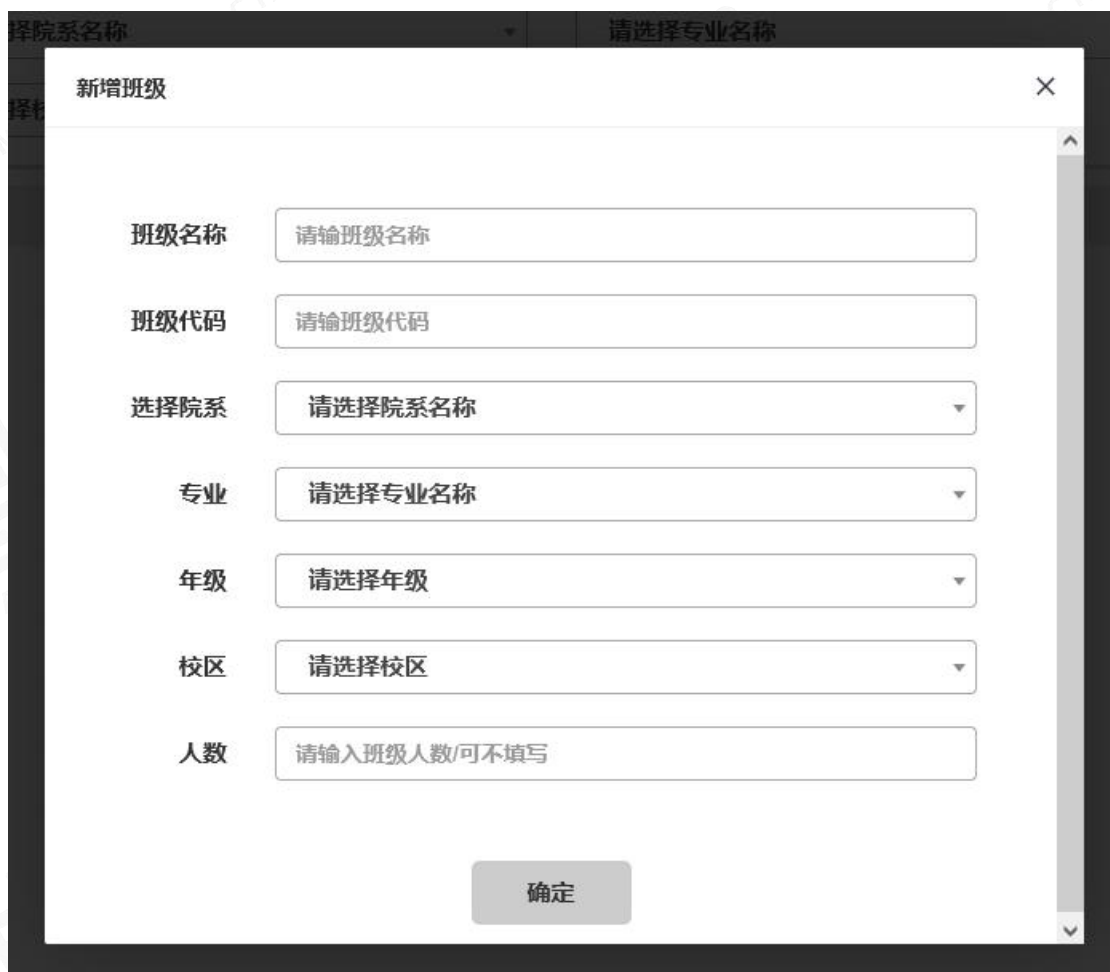 择院系名称 请选择专业名称
新增班级
择
班级名称 请输班级名称
班级代码 请输班级代码
选择院系 请选择院系名称
专业 请选择专业名称
年级 请选择年级
校区 请选择校区
人数 请输入班级人数/可不填写
确定